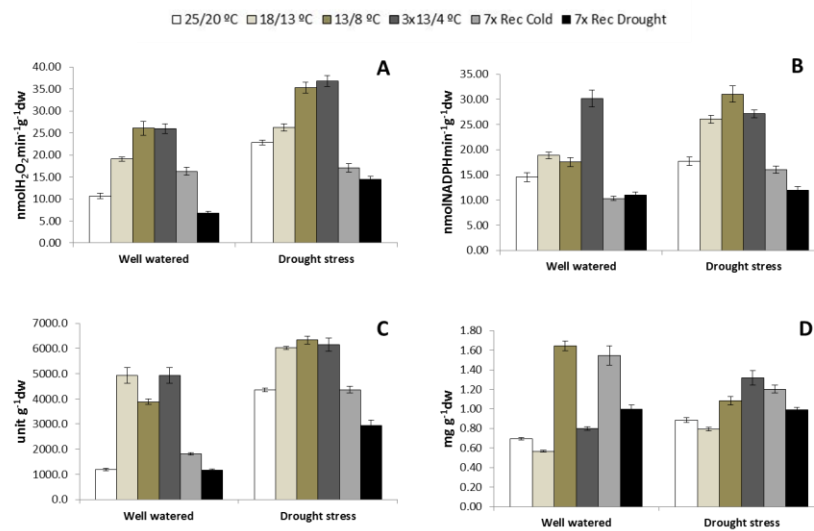 25/20 ºC 18/13 ºC 13/8 ºC 3x13/4 ºC 7x Rec Cold 7x Rec Drought
A
nmolH₂O₂min⁻¹g⁻¹dw
40.00
35.00
30.00
25.00
20.00
15.00
10.00
5.00
0.00
Well watered Drought stress
B
nmolNADPHmin⁻¹g⁻¹dw
35.00
30.00
25.00
20.00
15.00
10.00
5.00
0.00
Well watered Drought stress
C
unit g⁻¹dw
7000.0
6000.0
5000.0
4000.0
3000.0
2000.0
1000.0
0.0
Well watered Drought stress
D
mg g⁻¹dw
1.80
1.60
1.40
1.20
1.00
0.80
0.60
0.40
0.20
0.00
Well watered Drought stress